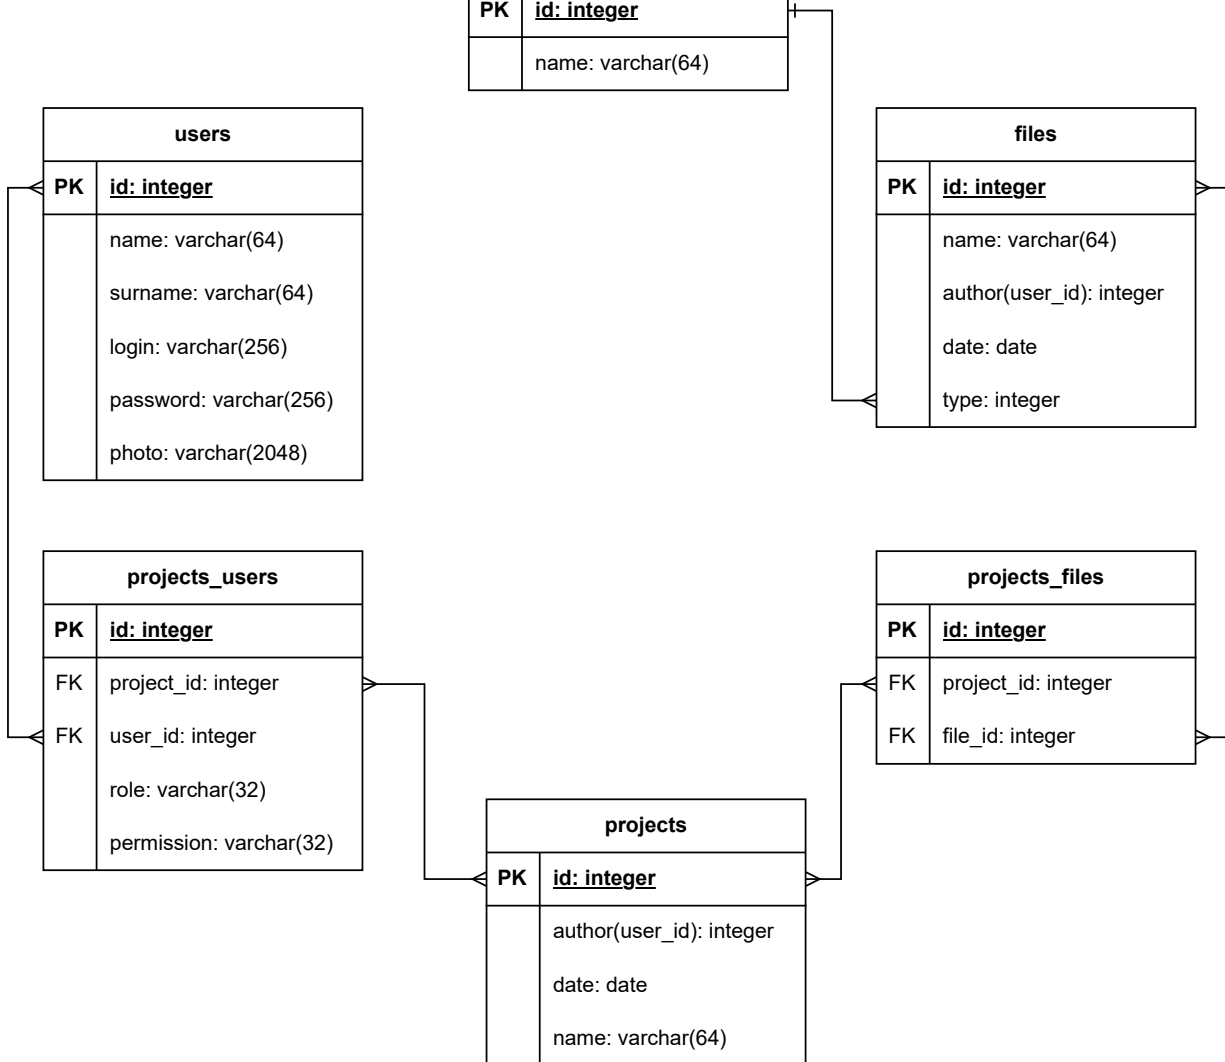 PK id: integer
name: varchar(64)
users
PK id: integer
name: varchar(64)
surname: varchar(64)
login: varchar(256)
password: varchar(256)
photo: varchar(2048)
files
PK id: integer
name: varchar(64)
author(user_id): integer
date: date
type: integer
projects_users
PK id: integer
FK project_id: integer
FK user_id: integer
role: varchar(32)
permission: varchar(32)
projects_files
PK id: integer
FK project_id: integer
FK file_id: integer
projects
PK id: integer
author(user_id): integer
date: date
name: varchar(64)